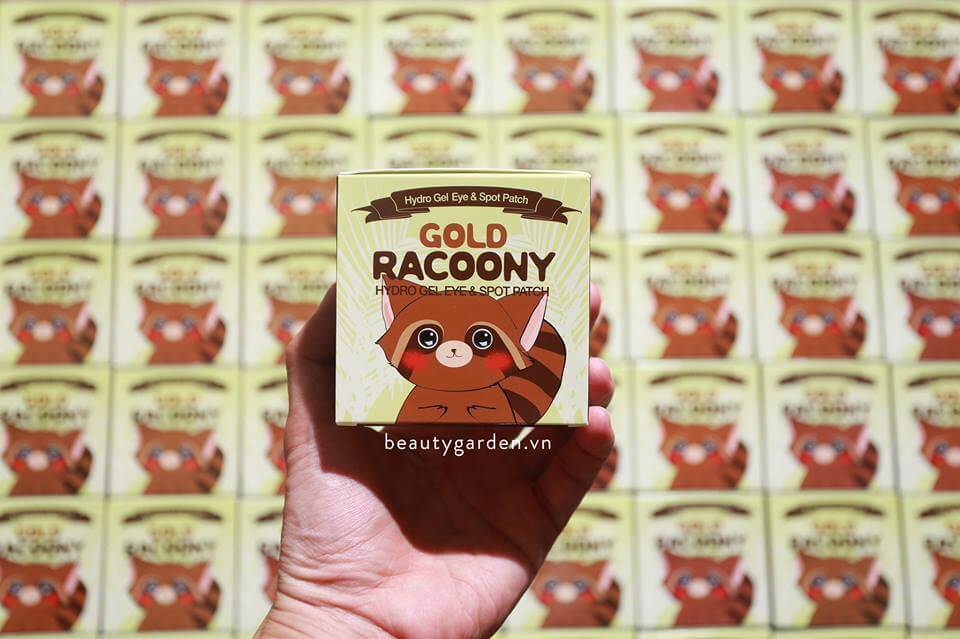 Hydro Gel Eye & Spot Patch
GOLD
RACOONY
HYDRO GEL EYE & SPOT PATCH
beautygarden.vn